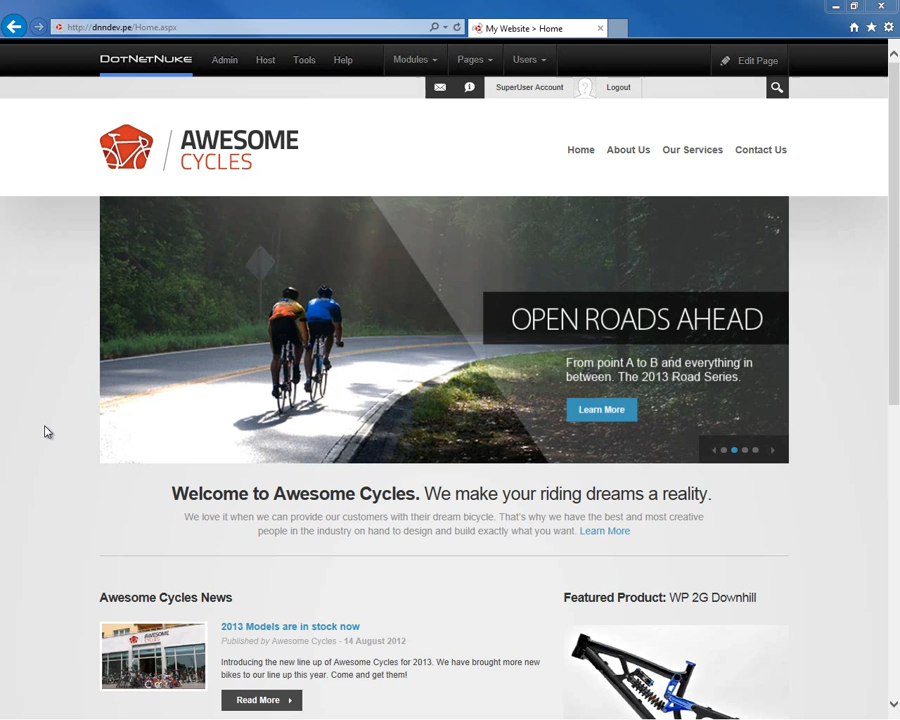 http://dnndev.pe/Home.aspx
My Website > Home
DOTNETNUKE Admin Host Tools Help Modules Pages Users Edit Page
SuperUser Account Logout
AWESOME
CYCLES
Home About Us Our Services Contact Us
OPEN ROADS AHEAD
From point A to B and everything in
between. The 2013 Road Series.
Learn More
Welcome to Awesome Cycles. We make your riding dreams a reality.
We love it when we can provide our customers with their dream bicycle. That's why we have the best and most creative
people in the industry on hand to design and build exactly what you want. Learn More
Awesome Cycles News
Featured Product: WP 2G Downhill
2013 Models are in stock now
Published by Awesome Cycles - 14 August 2012
AWESOME
CYCLES
Introducing the new line up of Awesome Cycles for 2013. We have brought more new
bikes to our line up this year. Come and get them!
Read More